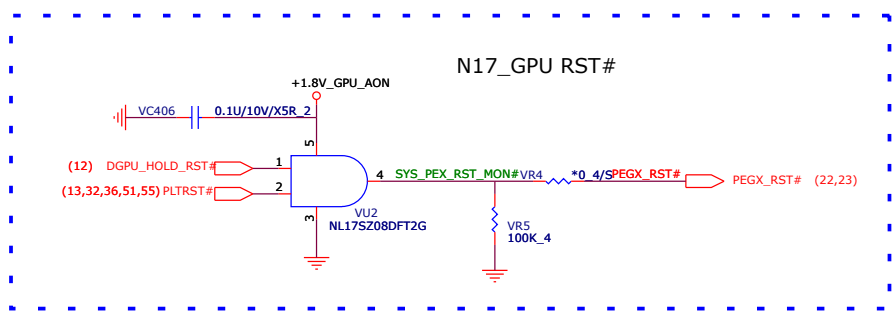 N17_GPU RST#
+1.8V_GPU_AON
VC406 0.1U/10V/X5R_2
5
(12) DGPU_HOLD_RST# 1
4 SYS_PEX_RST_MON# VR4 *0_4/S PEGX_RST# PEGX_RST# (22,23)
(13,32,36,51,55) PLTRST# 2
VU2
NL17SZ08DFT2G
3
VR5
100K_4